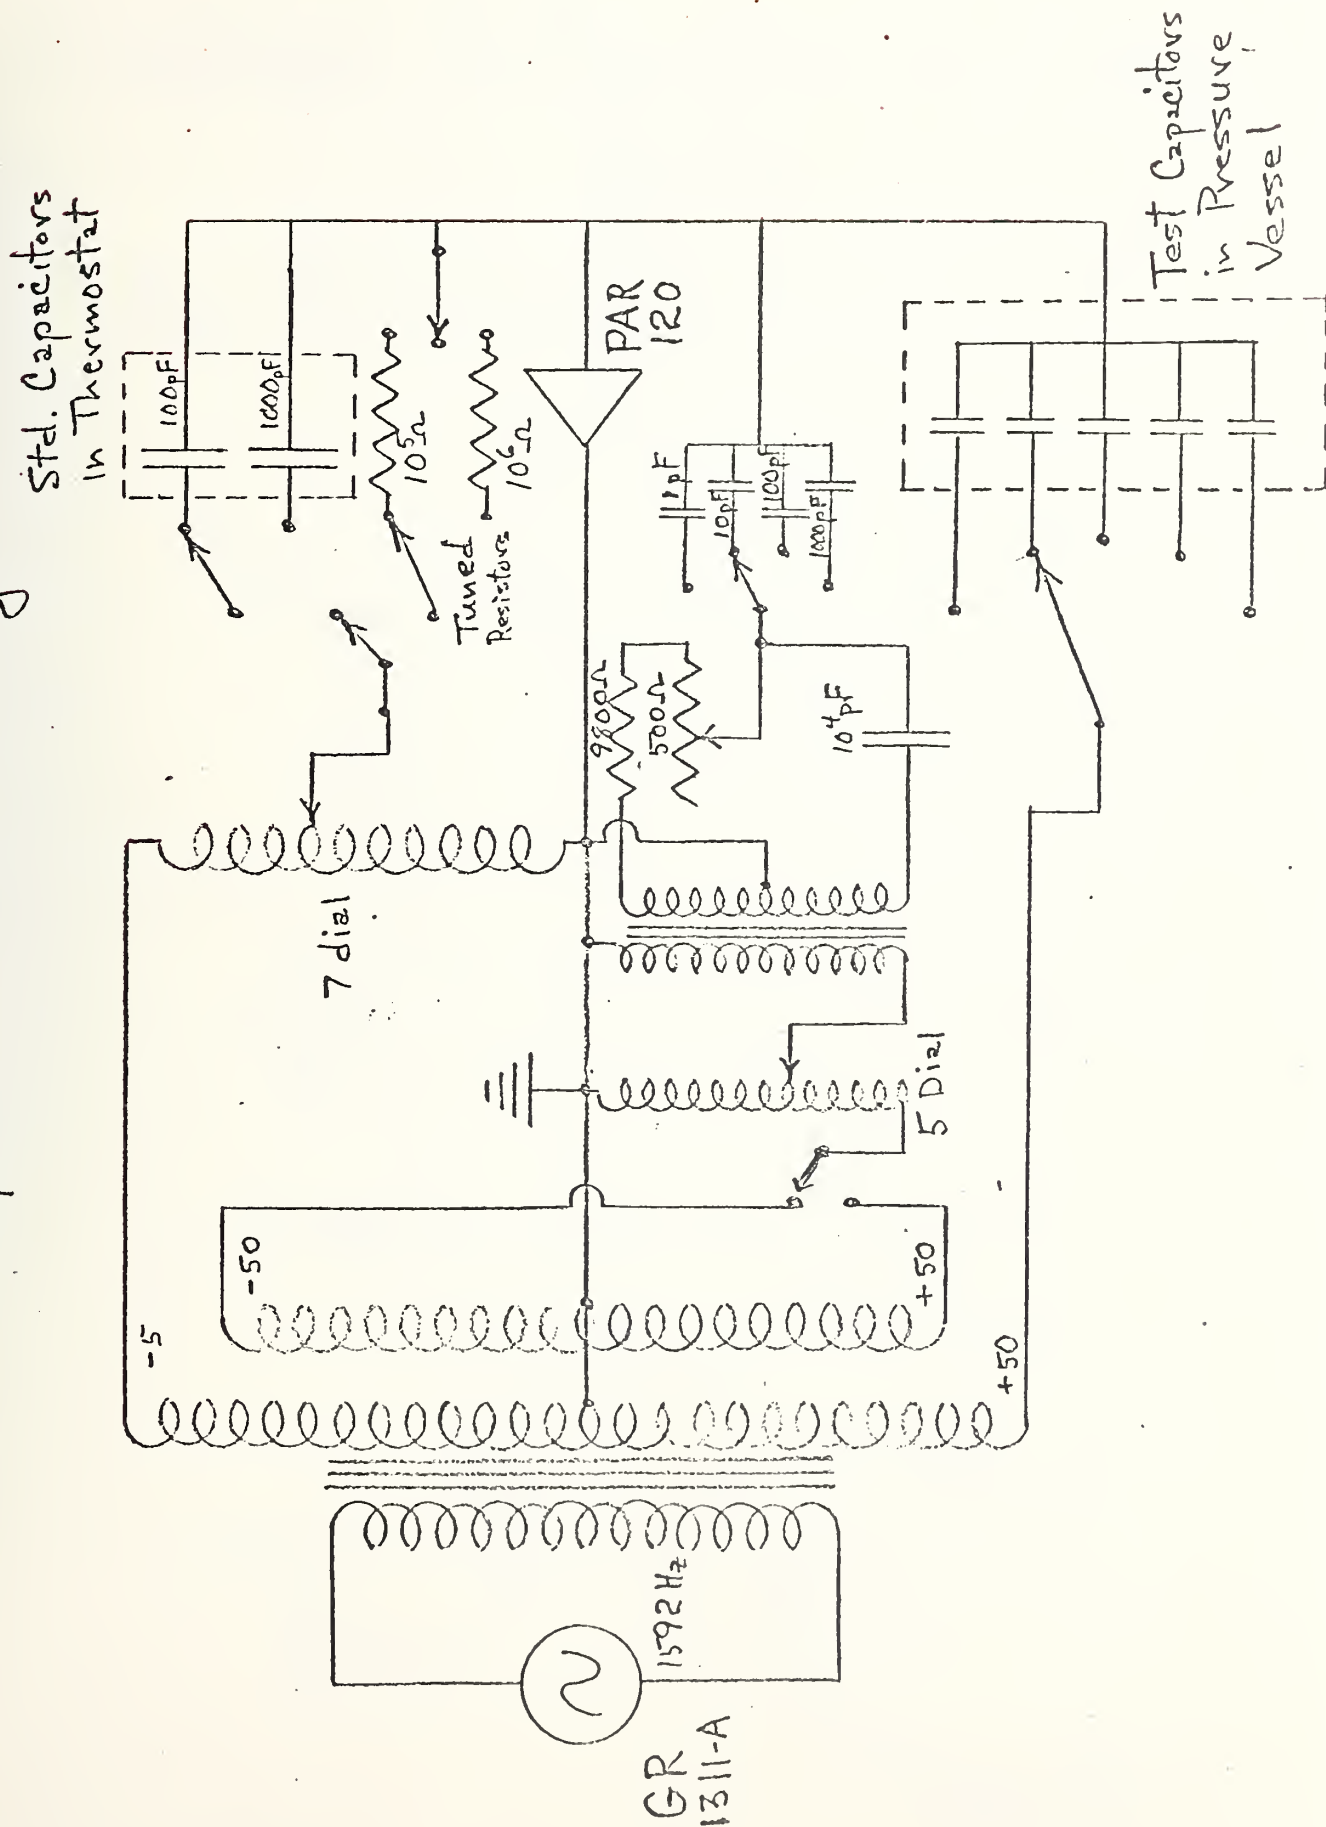 Std. Capacitors
in Thermostat
100pF
1000pF
10⁵Ω
10⁶Ω
Tuned
Resistors
PAR
120
1pF
10pF
100pF
1000pF
Test Capacitors
in Pressure
Vessel
9800Ω
500Ω
10⁴pF
7 dial
5 Dial
-5
-50
+50
+50
1592 Hz
GR
1311-A